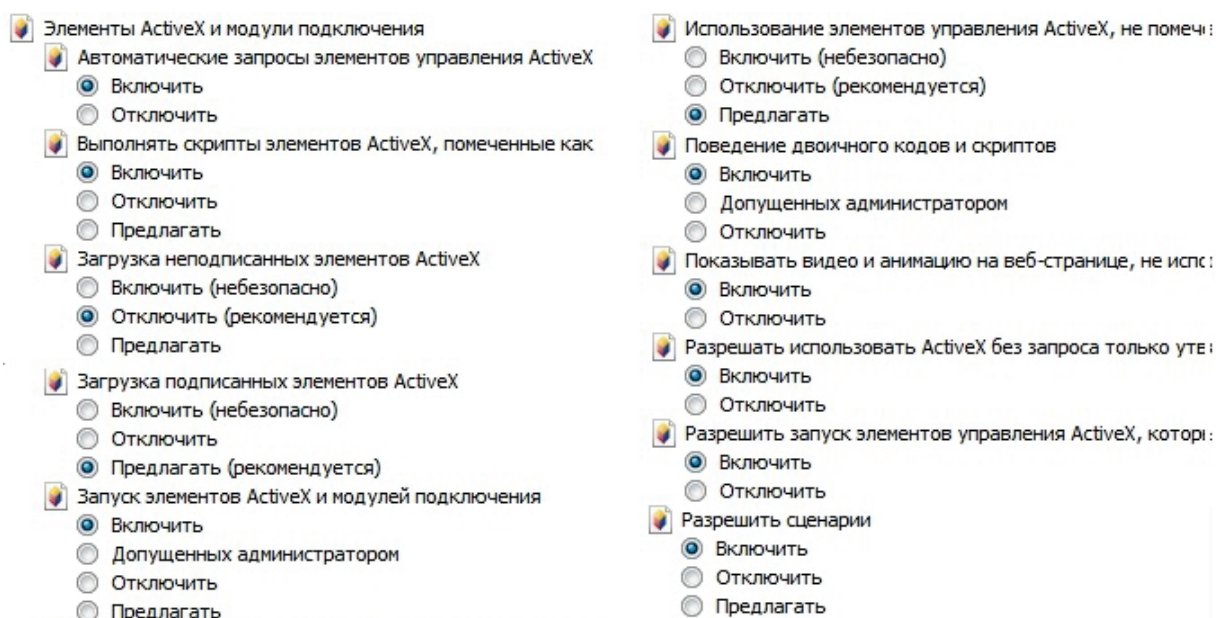 Элементы ActiveX и модули подключения
Автоматические запросы элементов управления ActiveX
Включить
Отключить
Выполнять скрипты элементов ActiveX, помеченные как
Включить
Отключить
Предлагать
Загрузка неподписанных элементов ActiveX
Включить (небезопасно)
Отключить (рекомендуется)
Предлагать
Загрузка подписанных элементов ActiveX
Включить (небезопасно)
Отключить
Предлагать (рекомендуется)
Запуск элементов ActiveX и модулей подключения
Включить
Допущенных администратором
Отключить
Предлагать
Использование элементов управления ActiveX, не
Включить (небезопасно)
Отключить (рекомендуется)
Предлагать
Поведение двоичного кодов и скриптов
Включить
Допущенных администратором
Отключить
Показывать видео и анимацию на веб-странице, не
Включить
Отключить
Разрешать использовать ActiveX без запроса только
Включить
Отключить
Разрешить запуск элементов управления ActiveX,
Включить
Отключить
Разрешить сценарии
Включить
Отключить
Предлагать